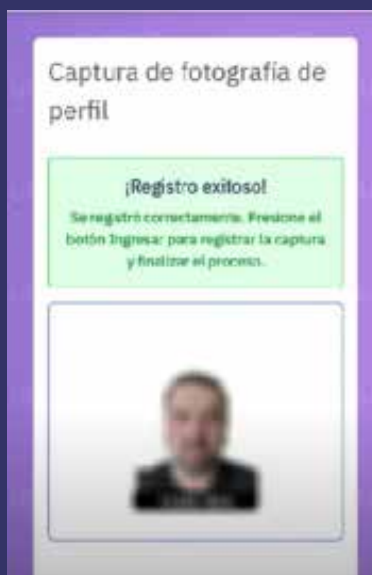 Captura de fotografía de
perfil
¡Registro exitoso!
Se registró correctamente. Presione el
botón Ingresar para registrar la captura
y finalizar el proceso.